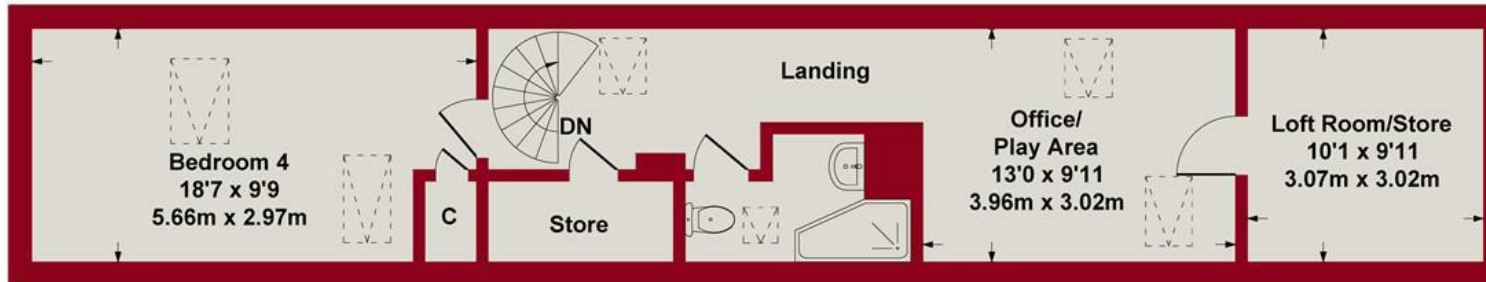 Bedroom 4
18'7 x 9'9
5.66m x 2.97m
C
DN
Store
Landing
Office/
Play Area
13'0 x 9'11
3.96m x 3.02m
Loft Room/Store
10'1 x 9'11
3.07m x 3.02m